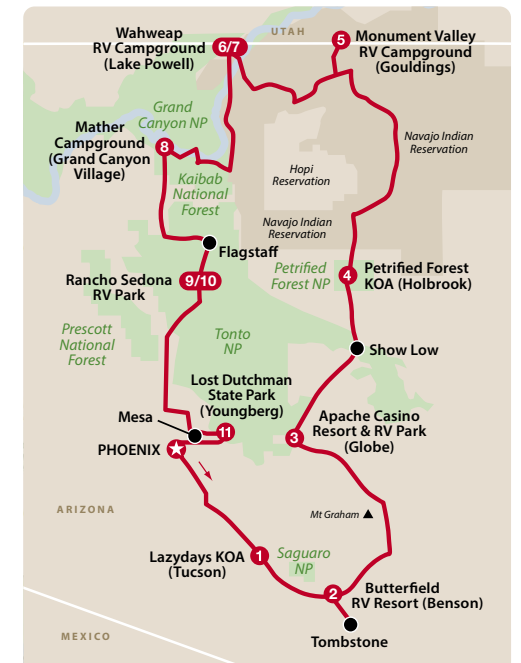 UTAH
Wahweap
RV Campground
(Lake Powell)
6/7
5
Monument Valley
RV Campground
(Gouldings)
Grand
Canyon NP
Mather
Campground
(Grand Canyon
Village)
8
Navajo Indian
Reservation
Hopi
Reservation
Kaibab
National
Forest
Navajo Indian
Reservation
Flagstaff
Petrified
Forest NP
4
Petrified Forest
KOA (Holbrook)
Rancho Sedona
RV Park
9/10
Prescott
National
Forest
Tonto
NP
Show Low
Lost Dutchman
State Park
(Youngberg)
Mesa
11
PHOENIX
3
Apache Casino
Resort & RV Park
(Globe)
ARIZONA
Mt Graham
Lazydays KOA
(Tucson)
1
Saguaro
NP
2
Butterfield
RV Resort (Benson)
MEXICO
Tombstone